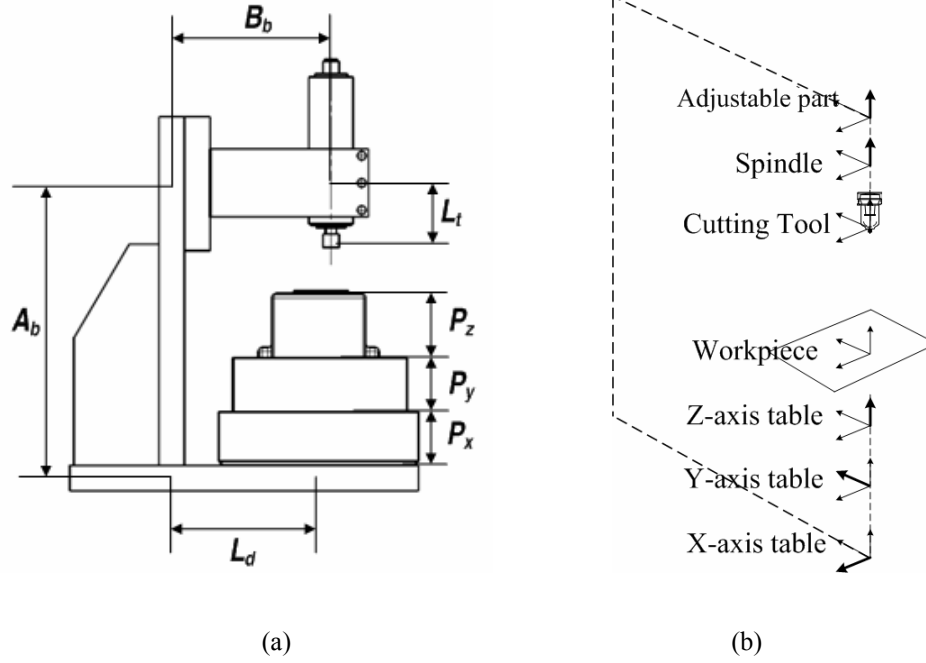 B_b
L_t
A_b
P_z
P_y
P_x
L_d
Adjustable part
Spindle
Cutting Tool
Workpiece
Z-axis table
Y-axis table
X-axis table
(a)
(b)